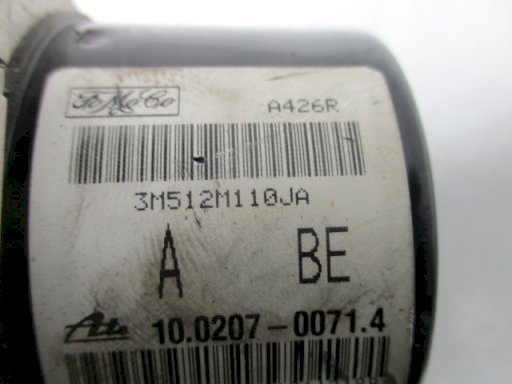 FoMoCo A426R
3M512M110JA
A BE
Ate 10.0207-0071.4